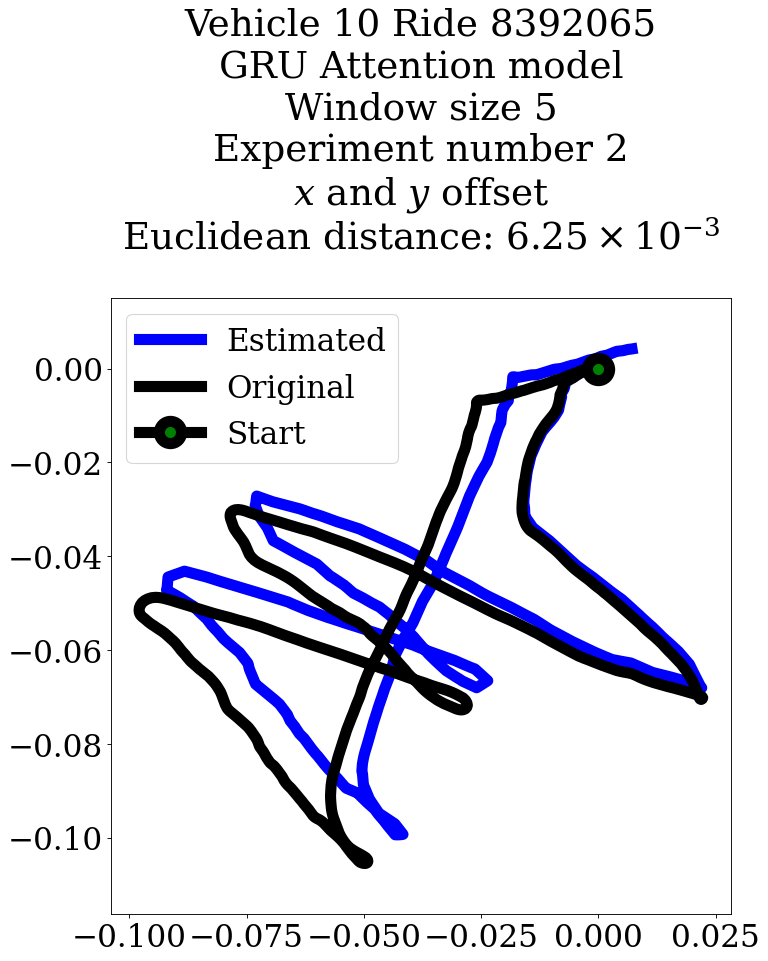 Vehicle 10 Ride 8392065
GRU Attention model
Window size 5
Experiment number 2
x and y offset
Euclidean distance: 6.25 × 10⁻³
Estimated
Original
Start
0.00
−0.02
−0.04
−0.06
−0.08
−0.10
−0.100 −0.075 −0.050 −0.025 0.000 0.025